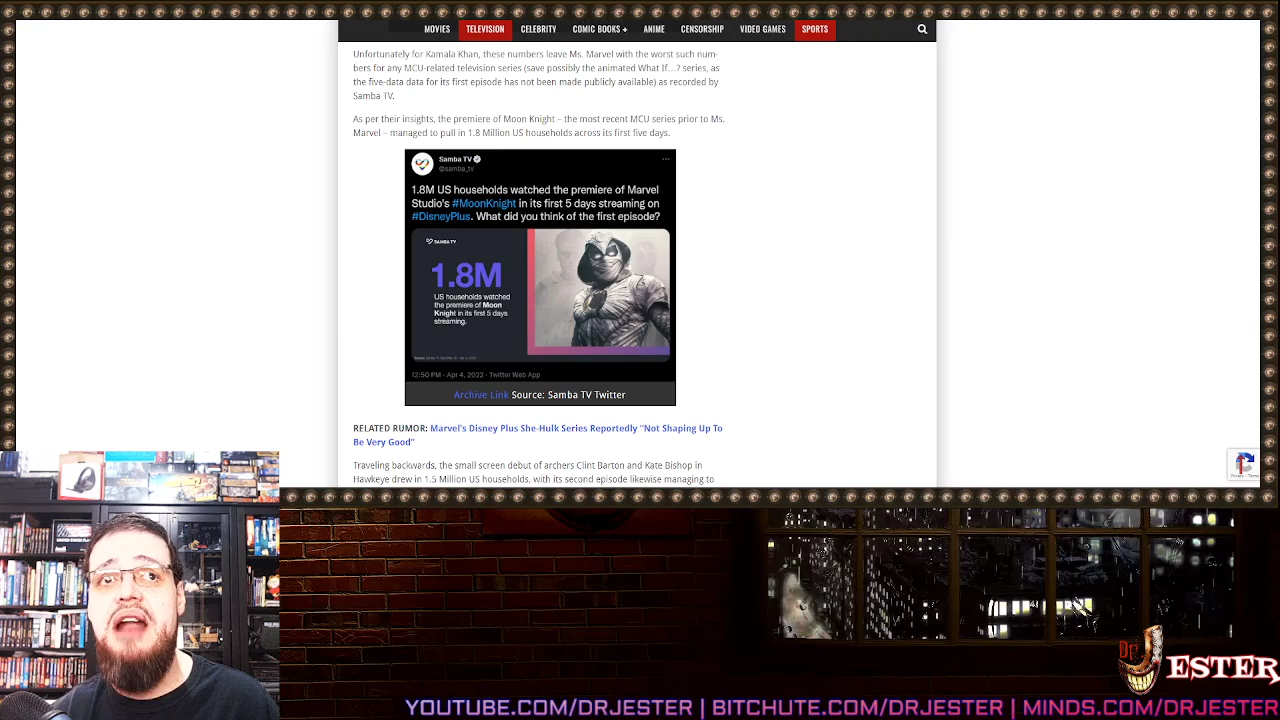 MOVIES TELEVISION CELEBRITY COMIC BOOKS + ANIME CENSORSHIP VIDEO GAMES SPORTS
Unfortunately for Kamala Khan, these numbers leave Ms. Marvel with the worst such num-
bers for any MCU-related television series (save possibly the animated What If…? series, as
the five-data data for its first episode has not been made publicly available) as recorded by
Samba TV.
As per their insights, the premiere of Moon Knight – the most recent MCU series prior to Ms.
Marvel – managed to pull in 1.8 Million US households across its first five days.
Samba TV
@samba_tv
1.8M US households watched the premiere of Marvel
Studio's #MoonKnight in its first 5 days streaming on
#DisneyPlus. What did you think of the first episode?
SAMBA TV
1.8M
US households watched
the premiere of Moon
Knight in its first 5 days
streaming.
12:50 PM · Apr 4, 2022 · Twitter Web App
Archive Link Source: Samba TV Twitter
RELATED RUMOR: Marvel's Disney Plus She-Hulk Series Reportedly “Not Shaping Up To
Be Very Good”
Traveling backwards, the small screen debut of archers Clint Barton and Kate Bishop in
Hawkeye drew in 1.5 Million US households, with its second episode likewise managing to
Privacy - Terms
Dr
JESTER
YOUTUBE.COM/DRJESTER | BITCHUTE.COM/DRJESTER | MINDS.COM/DRJESTER